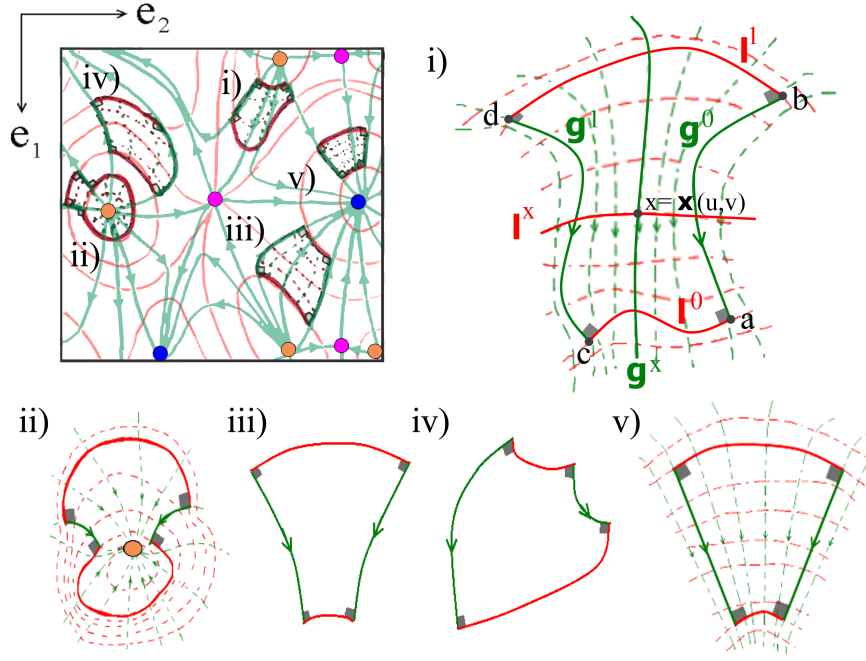 e₂
e₁
iv)
i)
v)
iii)
ii)
i)
l¹
d
b
g¹
g⁰
x= x(u,v)
lˣ
l⁰
a
c
gˣ
ii)
iii)
iv)
v)